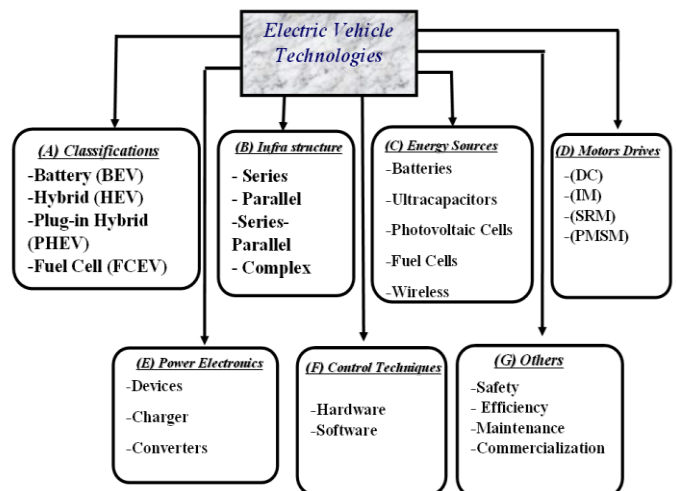 Electric Vehicle
Technologies
(A) Classifications
-Battery (BEV)
-Hybrid (HEV)
-Plug-in Hybrid
(PHEV)
-Fuel Cell (FCEV)
(B) Infra structure
- Series
- Parallel
-Series-
Parallel
- Complex
(C) Energy Sources
-Batteries
-Ultracapacitors
-Photovoltaic Cells
-Fuel Cells
-Wireless
(D) Motors Drives
-(DC)
-(IM)
-(SRM)
-(PMSM)
(E) Power Electronics
-Devices
-Charger
-Converters
(F) Control Techniques
-Hardware
-Software
(G) Others
-Safety
- Efficiency
-Maintenance
-Commercialization